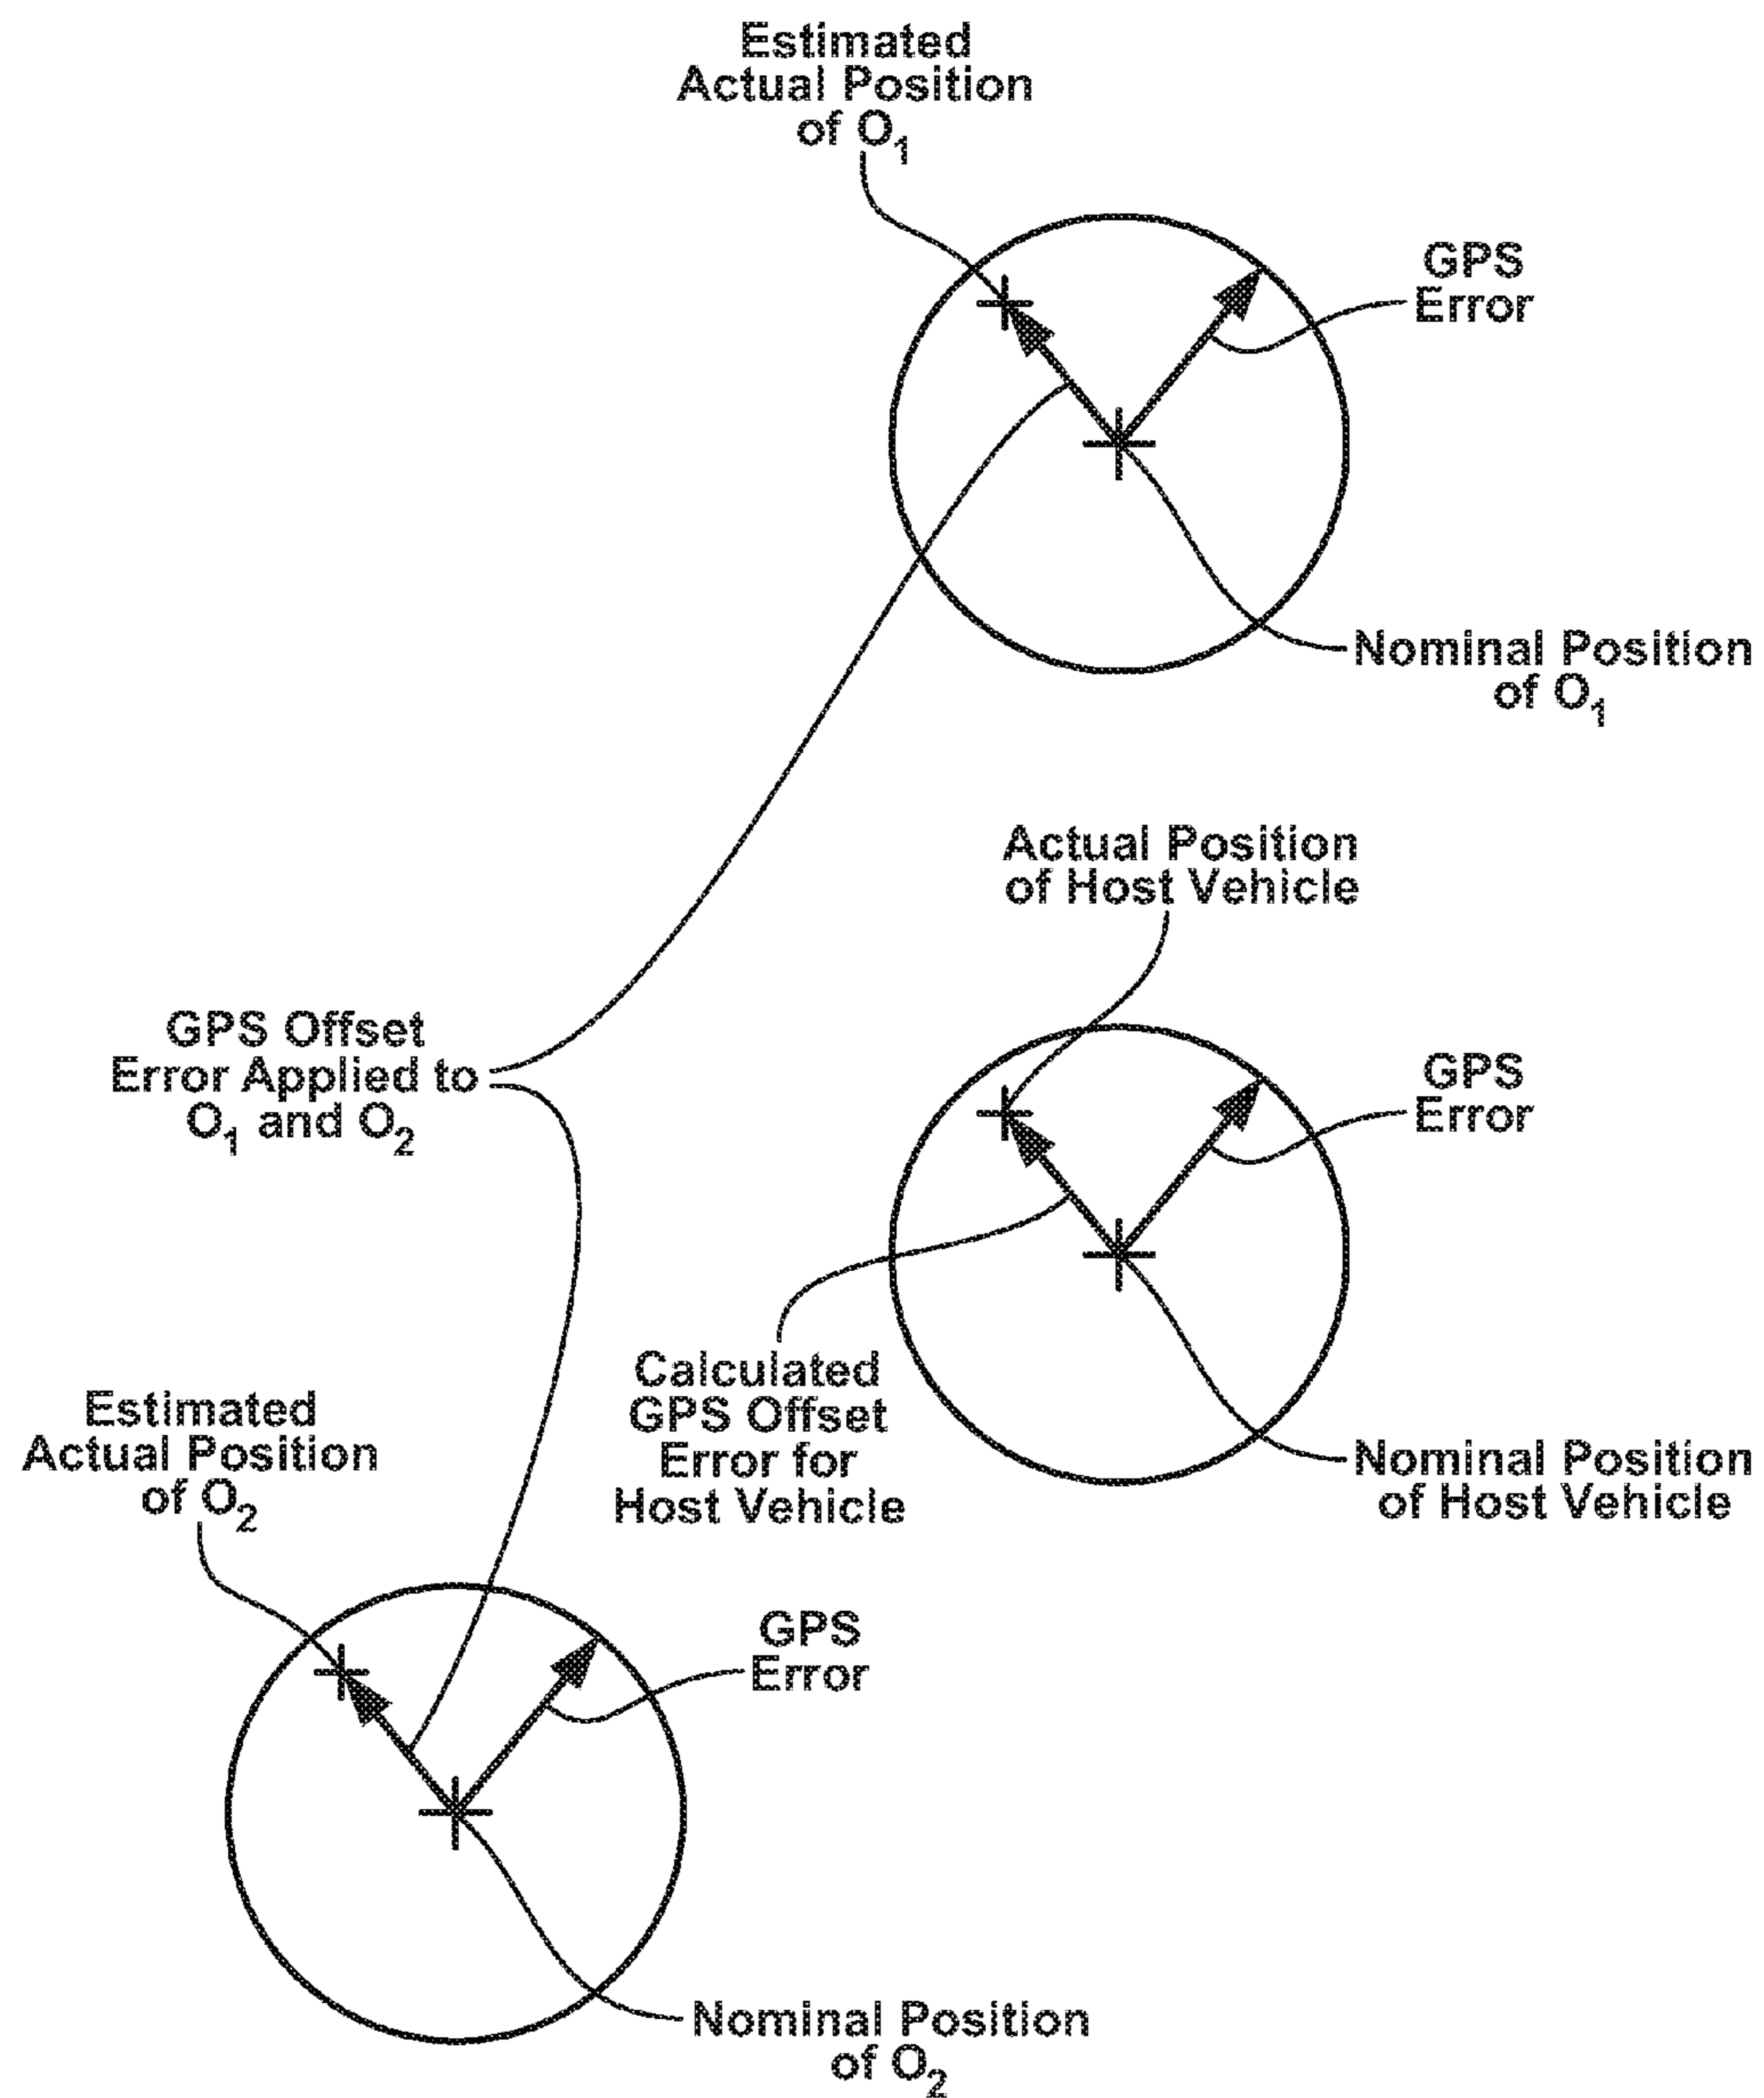 Estimated
Actual Position
of O₁
GPS
Error
Nominal Position
of O₁
Actual Position
of Host Vehicle
GPS Offset
Error Applied to
O₁ and O₂
GPS
Error
Calculated
GPS Offset
Error for
Host Vehicle
Nominal Position
of Host Vehicle
Estimated
Actual Position
of O₂
GPS
Error
Nominal Position
of O₂